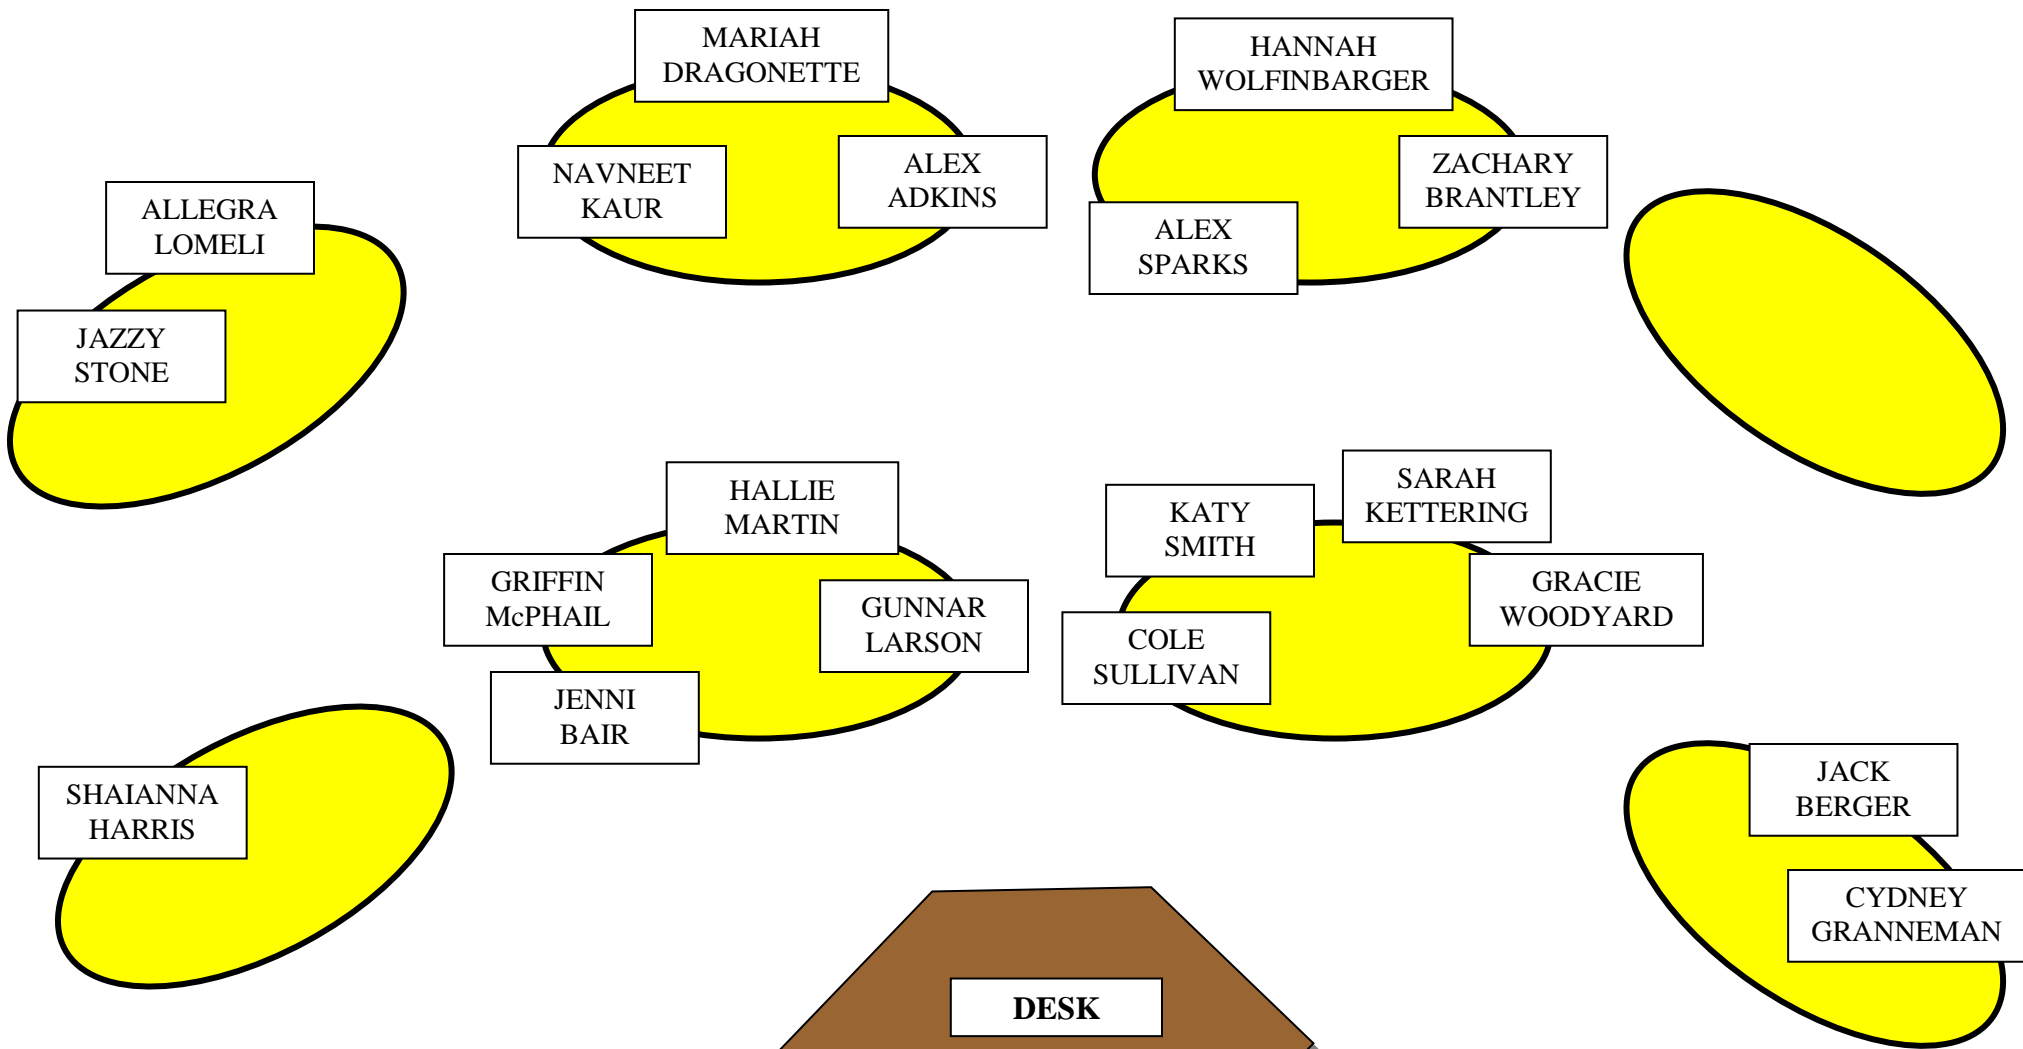 MARIAH
DRAGONETTE
HANNAH
WOLFINBARGER
NAVNEET
KAUR
ALEX
ADKINS
ZACHARY
BRANTLEY
ALEX
SPARKS
ALLEGRA
LOMELI
JAZZY
STONE
HALLIE
MARTIN
GRIFFIN
McPHAIL
GUNNAR
LARSON
JENNI
BAIR
KATY
SMITH
SARAH
KETTERING
GRACIE
WOODYARD
COLE
SULLIVAN
SHAIANNA
HARRIS
JACK
BERGER
CYDNEY
GRANNEMAN
DESK